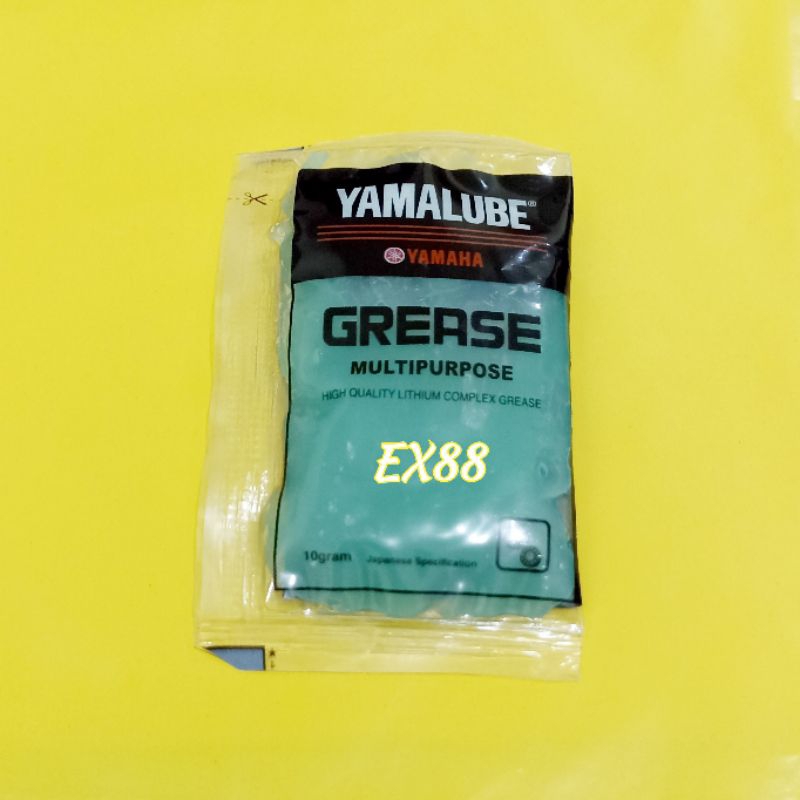 YAMALUBE®
YAMAHA
GREASE
MULTIPURPOSE
HIGH QUALITY LITHIUM COMPLEX GREASE
EX88
10gram Japanese Specification